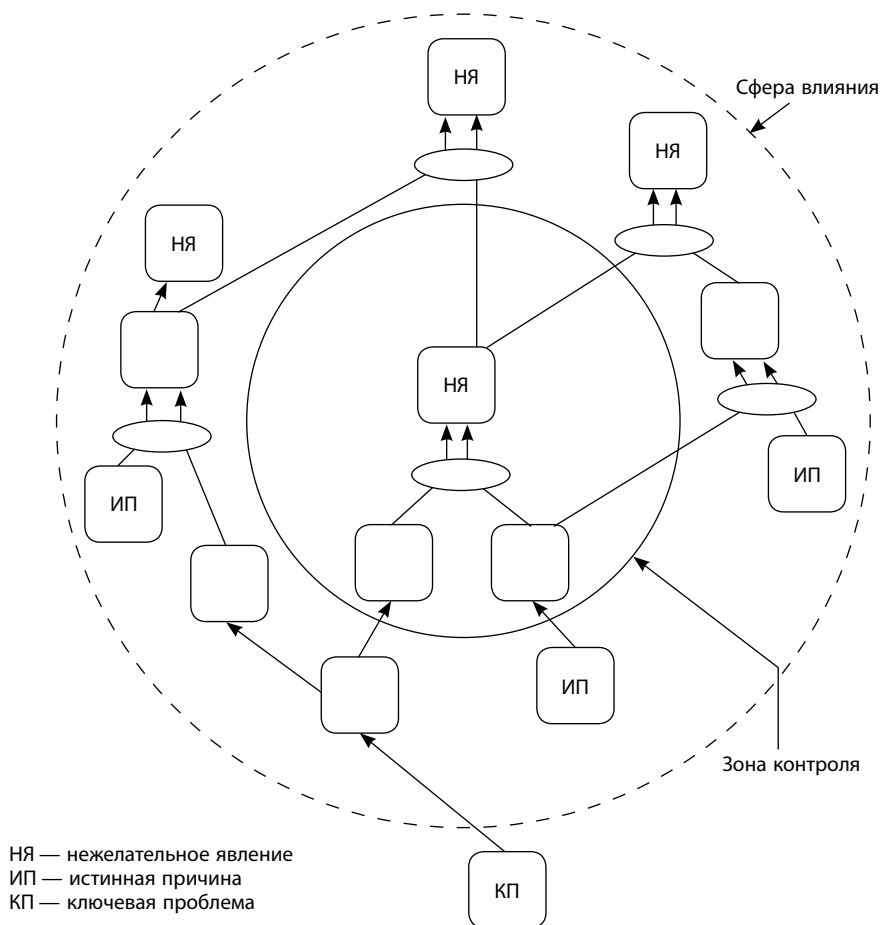 НЯ
Сфера влияния
НЯ
НЯ
НЯ
ИП
ИП
ИП
Зона контроля
НЯ — нежелательное явление
ИП — истинная причина
КП — ключевая проблема
КП